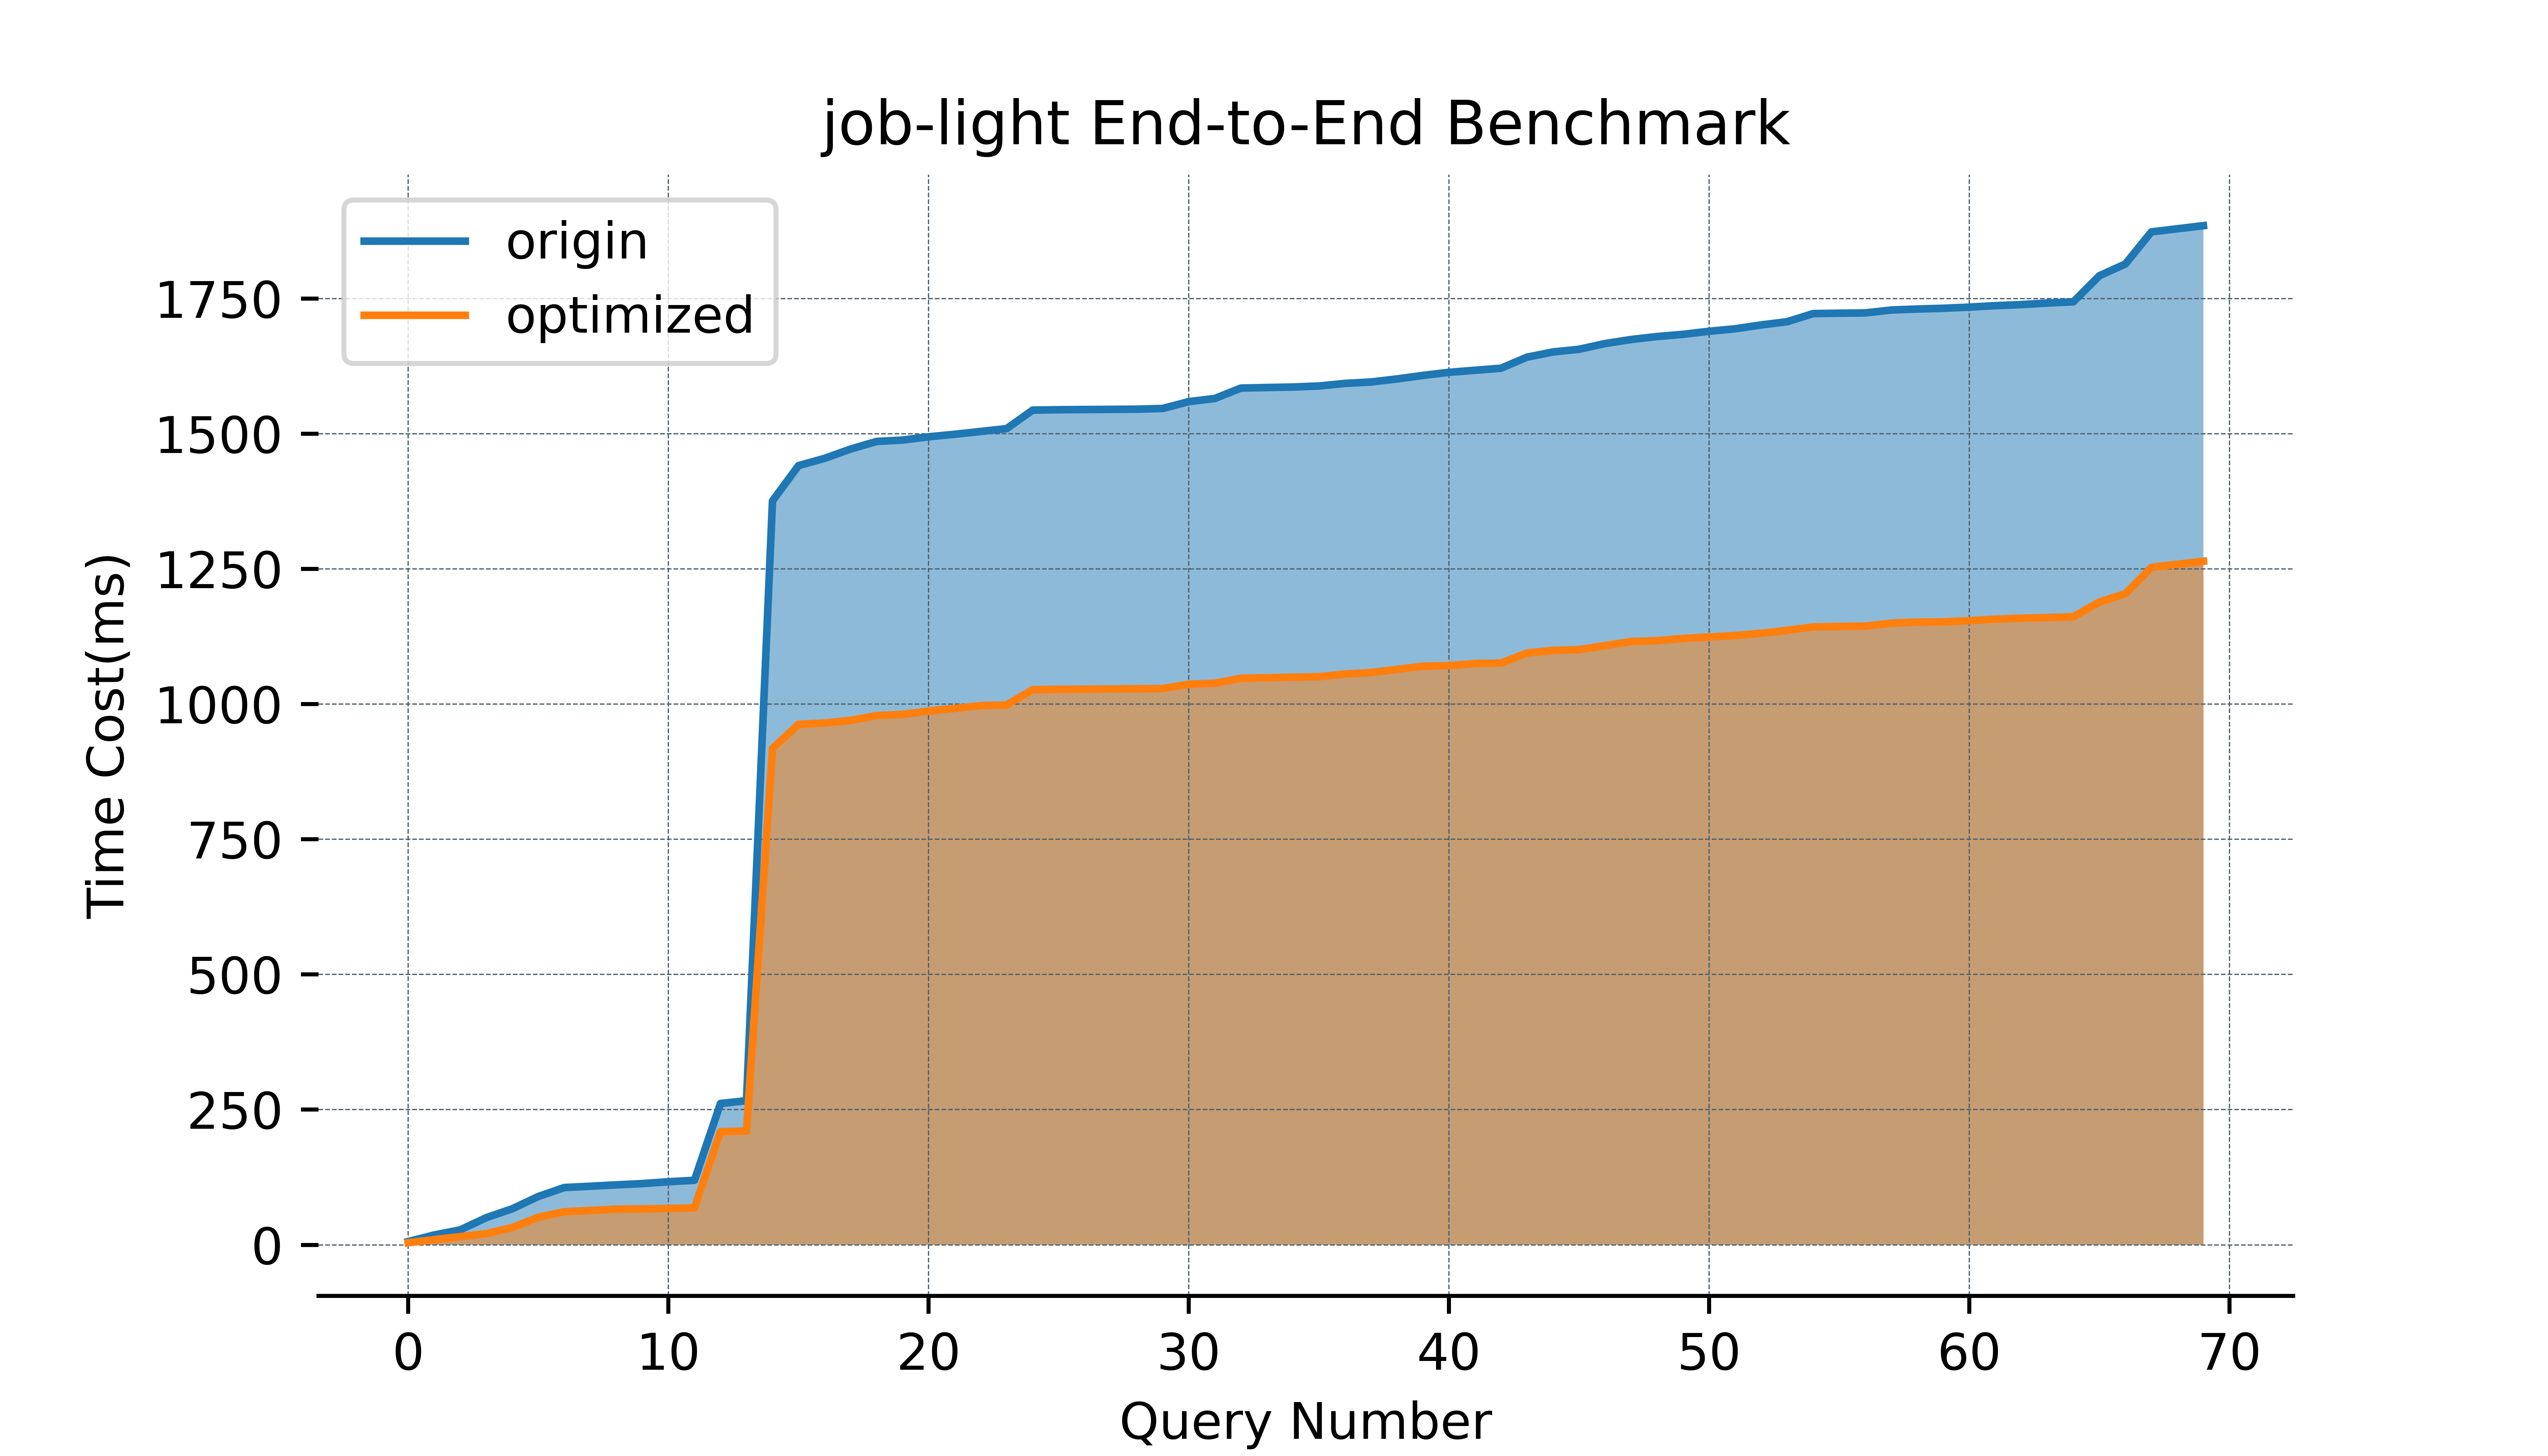 job-light End-to-End Benchmark
origin
optimized
Time Cost(ms)
1750
1500
1250
1000
750
500
250
0
0 10 20 30 40 50 60 70
Query Number